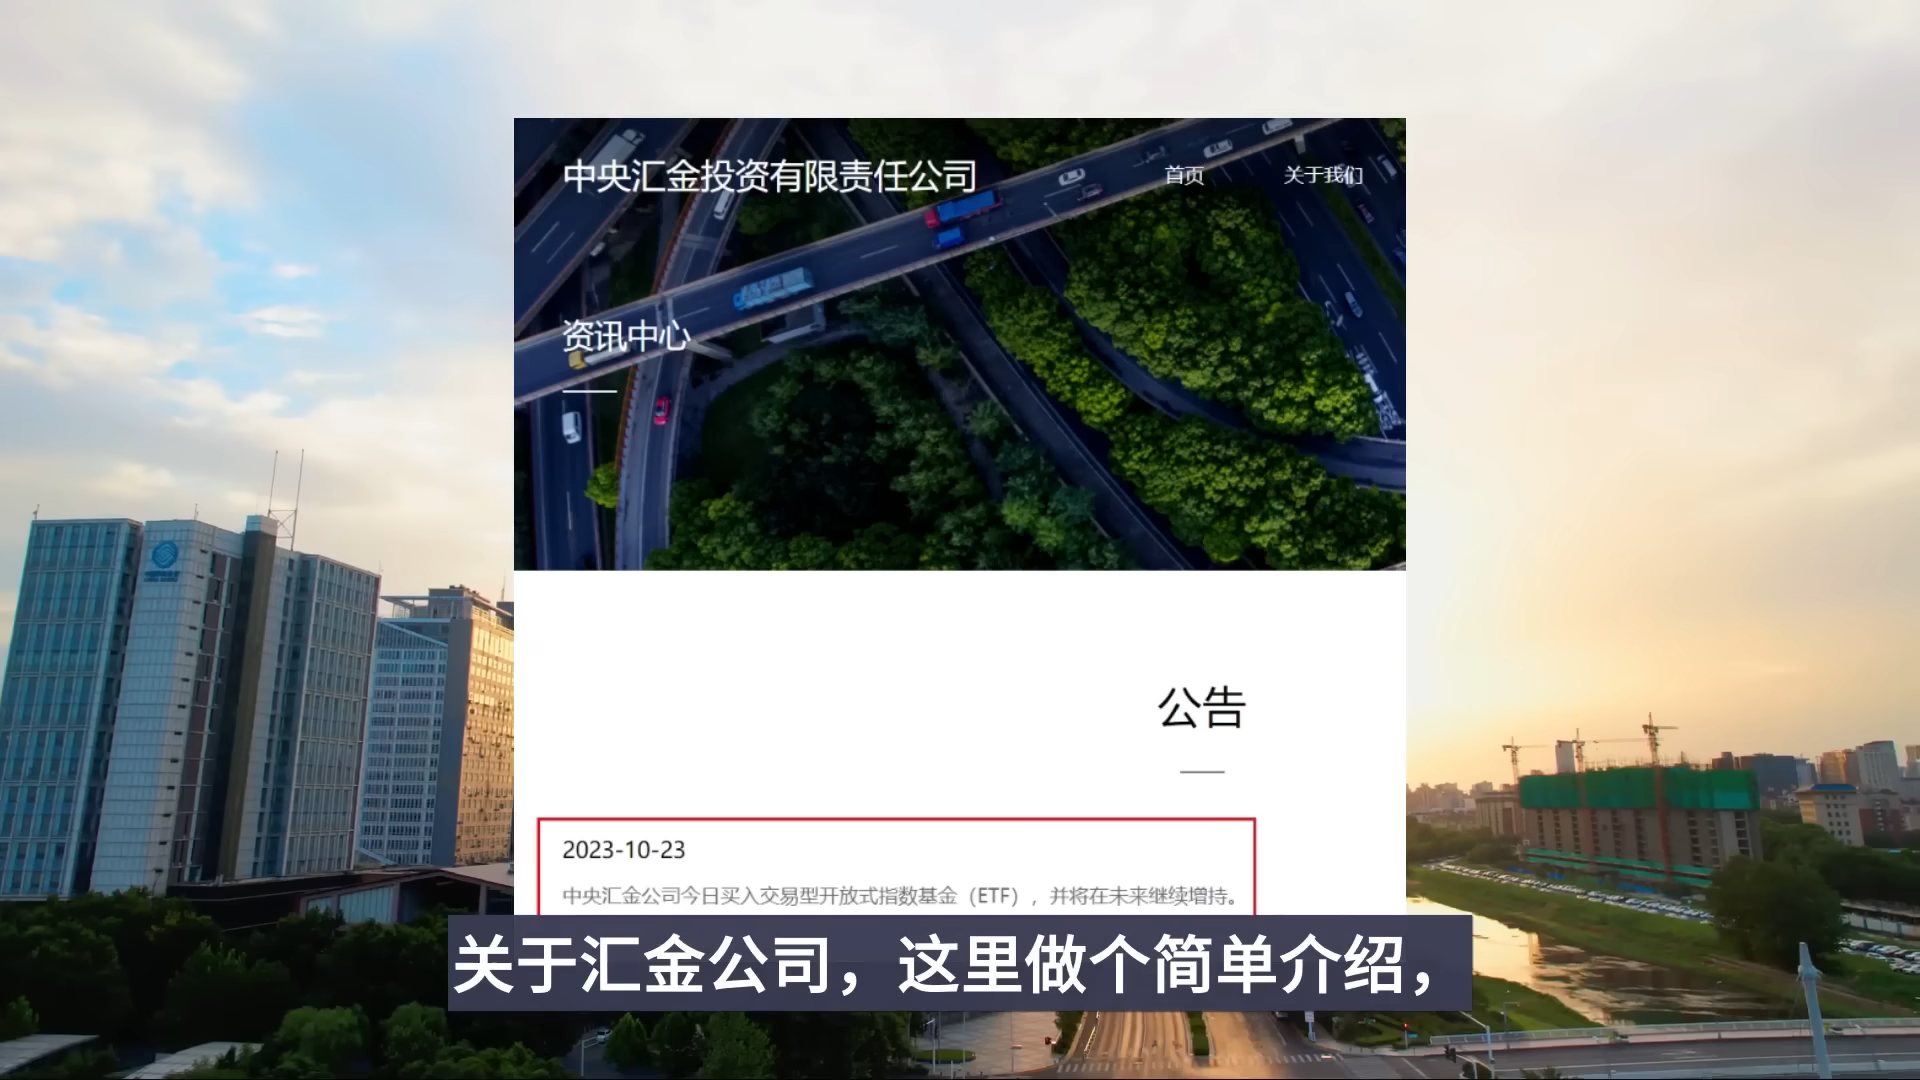 中央汇金投资有限责任公司
首页
关于我们
资讯中心
公告
2023-10-23
中央汇金公司今日买入交易型开放式指数基金（ETF），并将在未来继续增持。
关于汇金公司，这里做个简单介绍，